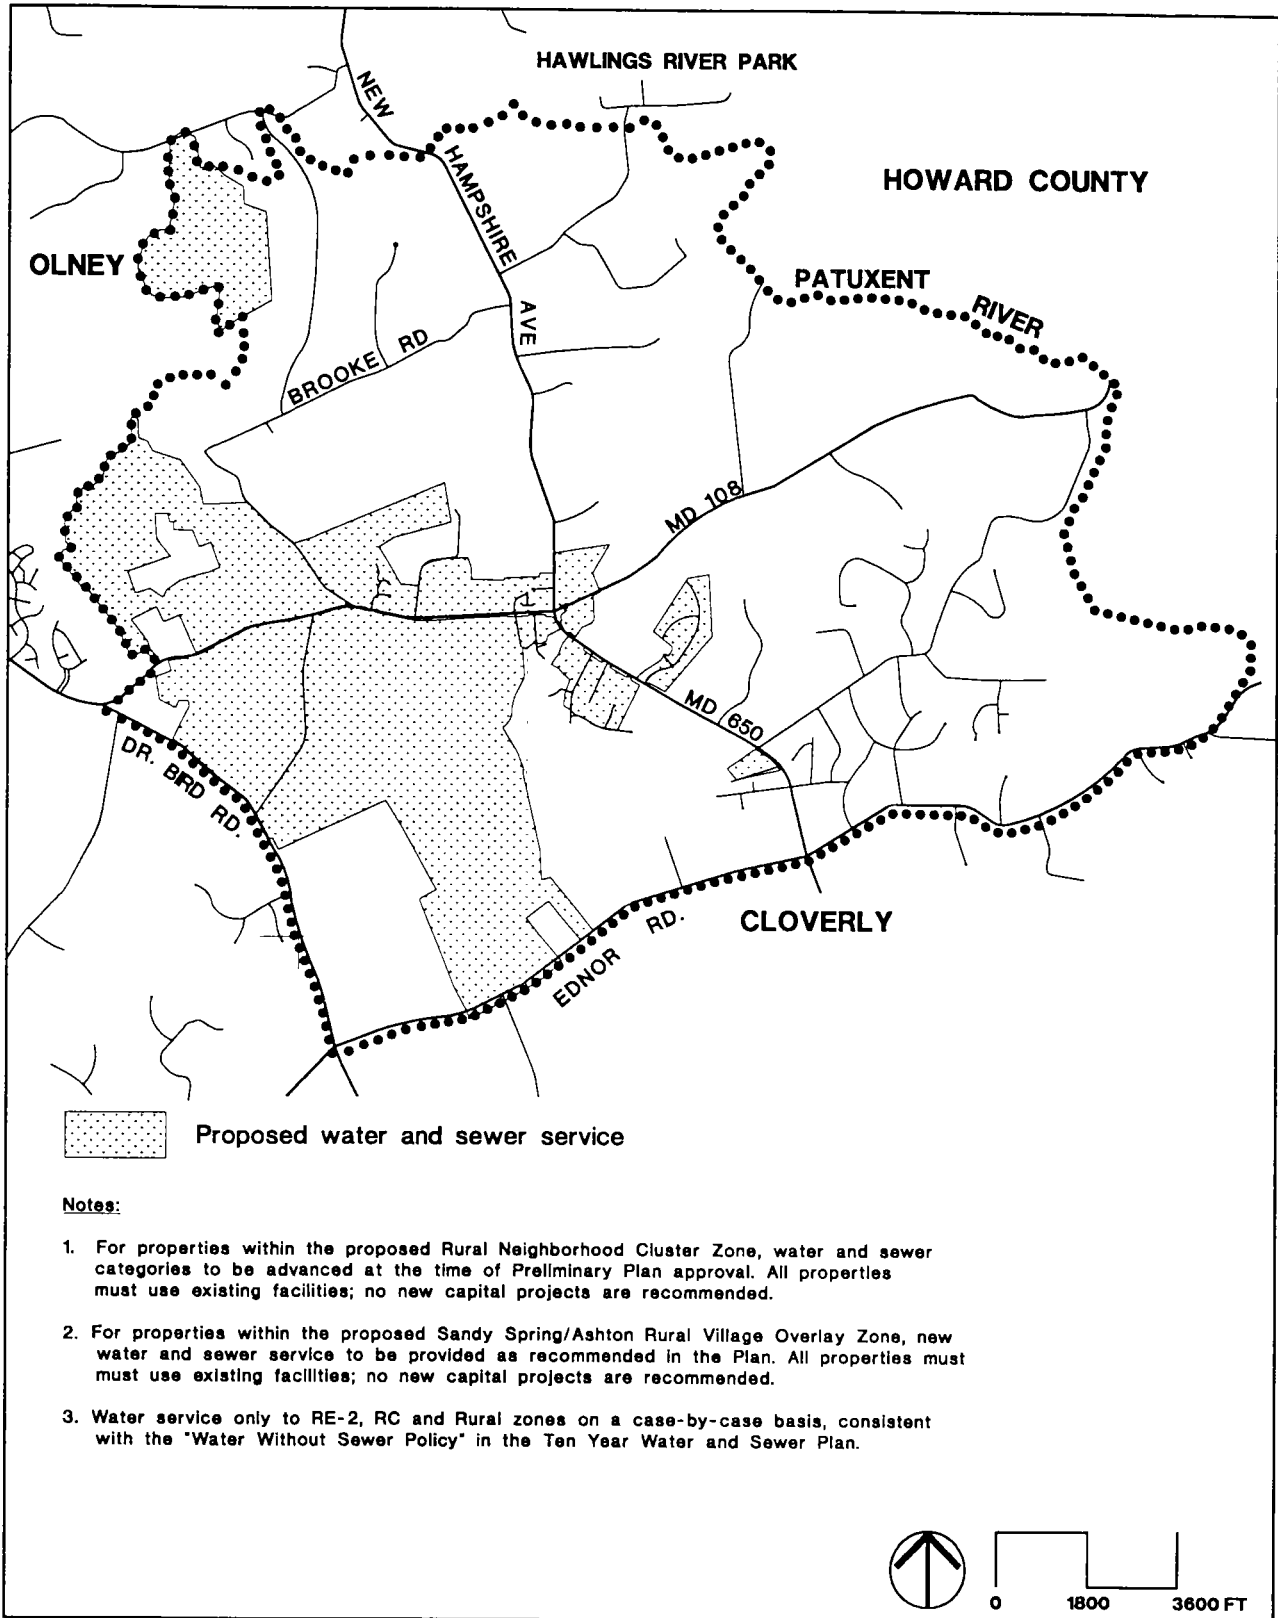 HAWLINGS RIVER PARK
NEW
HAMPSHIRE
AVE
HOWARD COUNTY
OLNEY
PATUXENT
RIVER
BROOKE RD
MD 108
MD 650
DR. BIRD RD.
CLOVERLY
EDNOR RD.
Proposed water and sewer service
Notes:
1. For properties within the proposed Rural Neighborhood Cluster Zone, water and sewer
categories to be advanced at the time of Preliminary Plan approval. All properties
must use existing facilities; no new capital projects are recommended.
2. For properties within the proposed Sandy Spring/Ashton Rural Village Overlay Zone, new
water and sewer service to be provided as recommended in the Plan. All properties must
must use existing facilities; no new capital projects are recommended.
3. Water service only to RE-2, RC and Rural zones on a case-by-case basis, consistent
with the "Water Without Sewer Policy" in the Ten Year Water and Sewer Plan.
0 1800 3600 FT